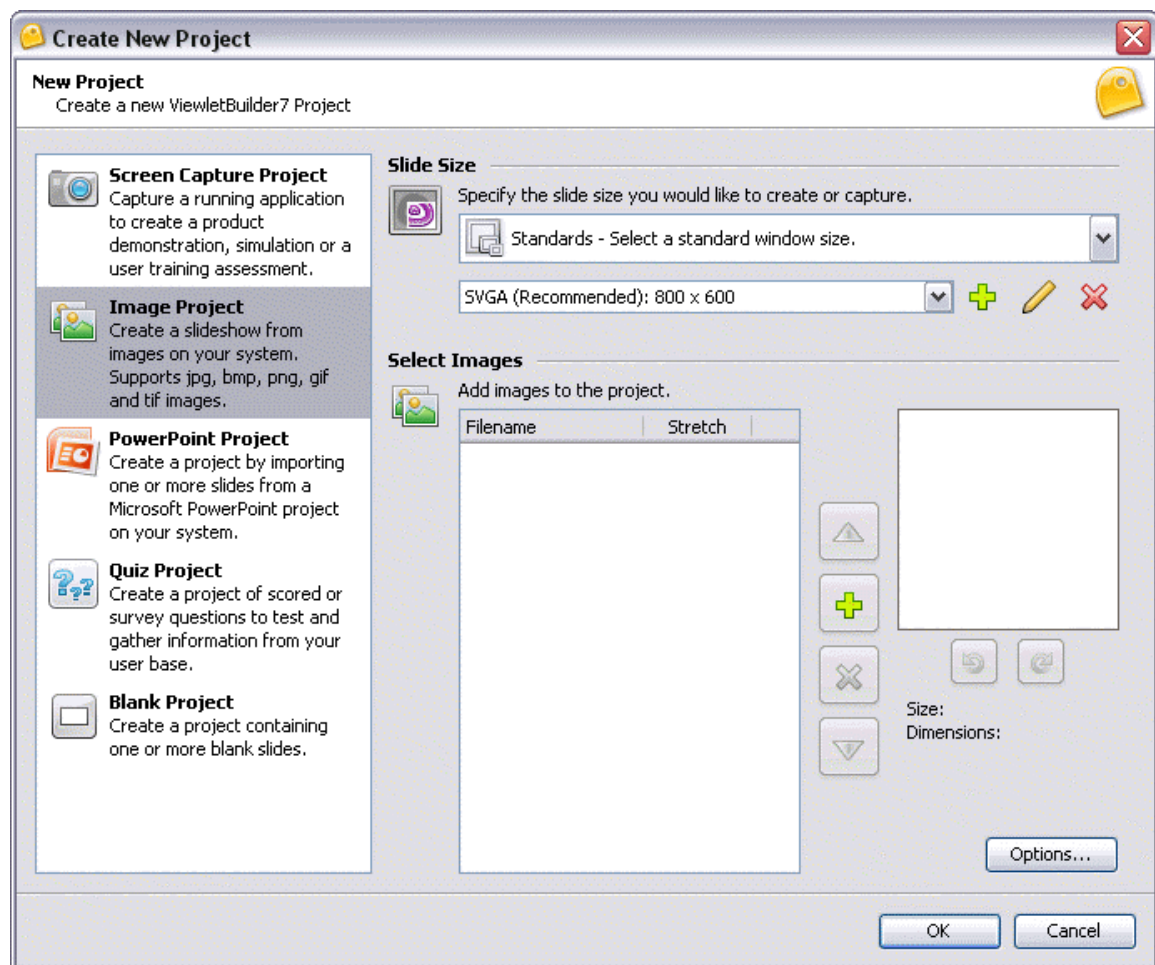 Create New Project
New Project
Create a new ViewletBuilder7 Project
Screen Capture Project
Capture a running application
to create a product
demonstration, simulation or a
user training assessment.
Image Project
Create a slideshow from
images on your system.
Supports jpg, bmp, png, gif
and tif images.
PowerPoint Project
Create a project by importing
one or more slides from a
Microsoft PowerPoint project
on your system.
Quiz Project
Create a project of scored or
survey questions to test and
gather information from your
user base.
Blank Project
Create a project containing
one or more blank slides.
Slide Size
Specify the slide size you would like to create or capture.
Standards - Select a standard window size.
SVGA (Recommended): 800 x 600
Select Images
Add images to the project.
Filename Stretch
Size:
Dimensions:
Options...
OK Cancel